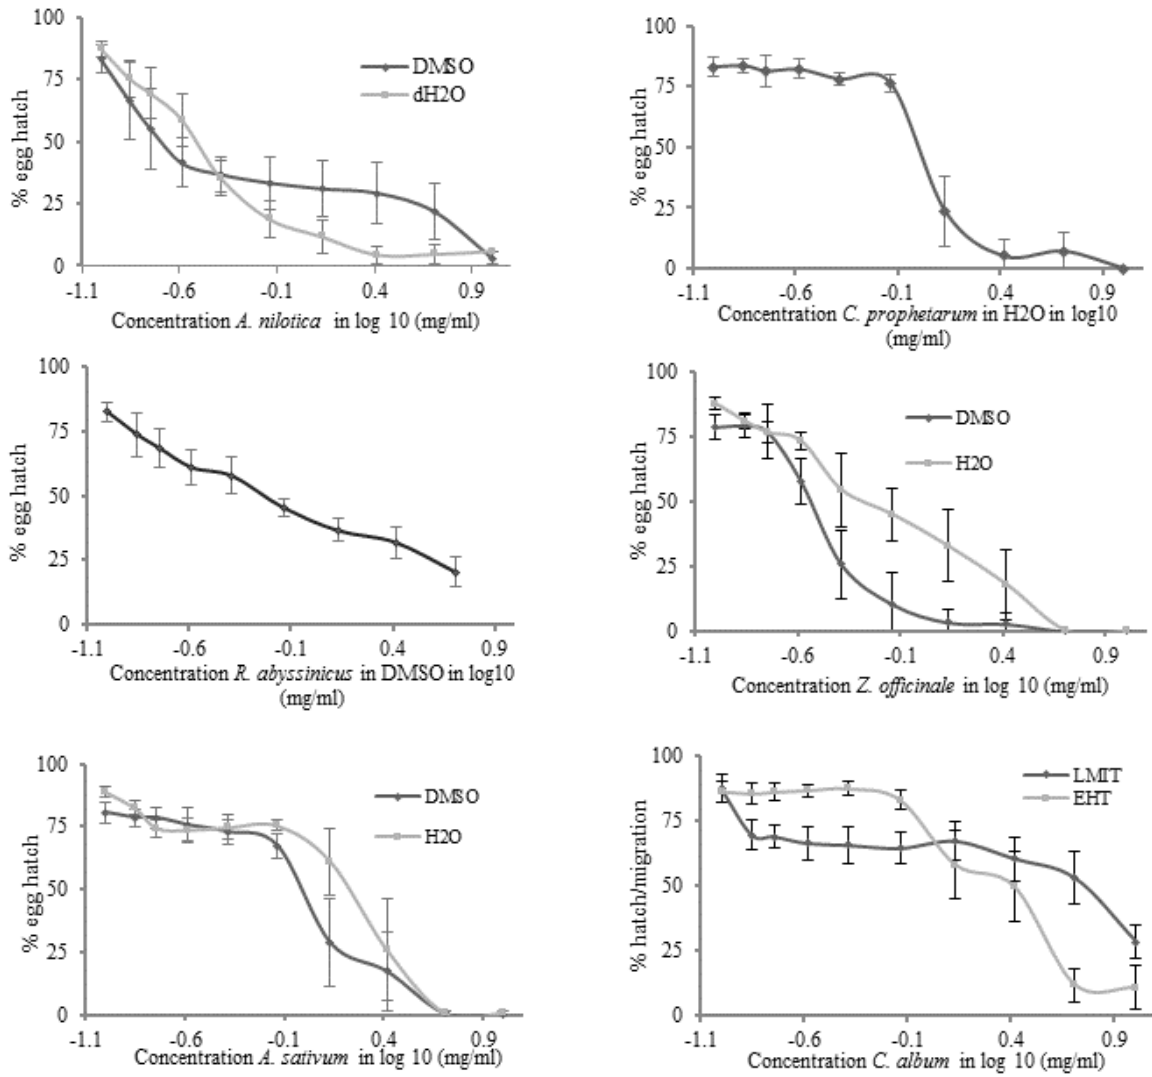 100
75
50
25
0
% egg hatch
DMSO
dH2O
-1.1 -0.6 -0.1 0.4 0.9
Concentration A. nilotica in log 10 (mg/ml)
100
75
50
25
0
% egg hatch
-1.1 -0.6 -0.1 0.4 0.9
Concentration C. prophetarum in H2O in log10
(mg/ml)
100
75
50
25
0
% egg hatch
-1.1 -0.6 -0.1 0.4 0.9
Concentration R. abyssinicus in DMSO in log10
(mg/ml)
100
75
50
25
0
% egg hatch
DMSO
H2O
-1.1 -0.6 -0.1 0.4 0.9
Concentration Z. officinale in log 10 (mg/ml)
100
75
50
25
0
% egg hatch
DMSO
H2O
-1.1 -0.6 -0.1 0.4 0.9
Concentration A. sativum in log 10 (mg/ml)
100
75
50
25
0
% hatch/migration
LMIT
EHT
-1.1 -0.6 -0.1 0.4 0.9
Concentration C. album in log 10 (mg/ml)